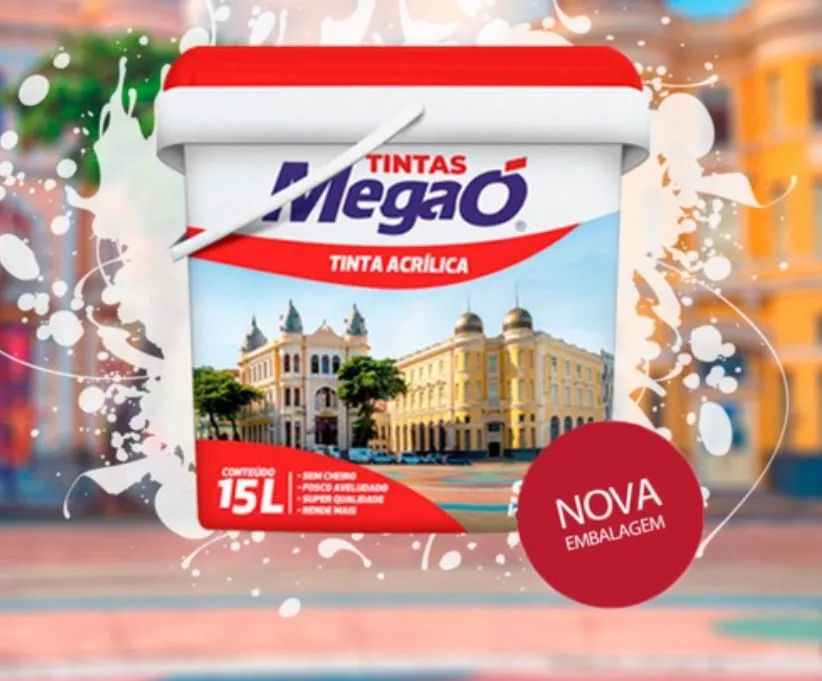 TINTAS
MegaÓ
®
TINTA ACRÍLICA
CONTEÚDO
15L
- SEM CHEIRO
- FOSCO AVELUDADO
- SUPER QUALIDADE
- RENDE MAIS
NOVA
EMBALAGEM